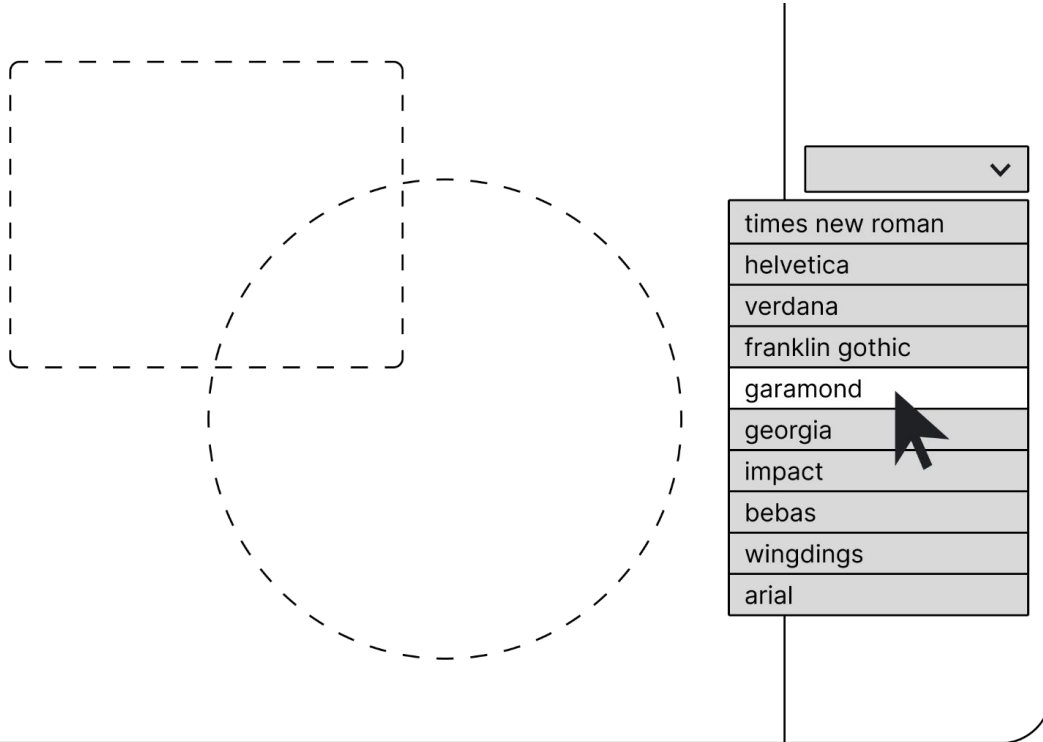 times new roman
helvetica
verdana
franklin gothic
garamond
georgia
impact
bebas
wingdings
arial